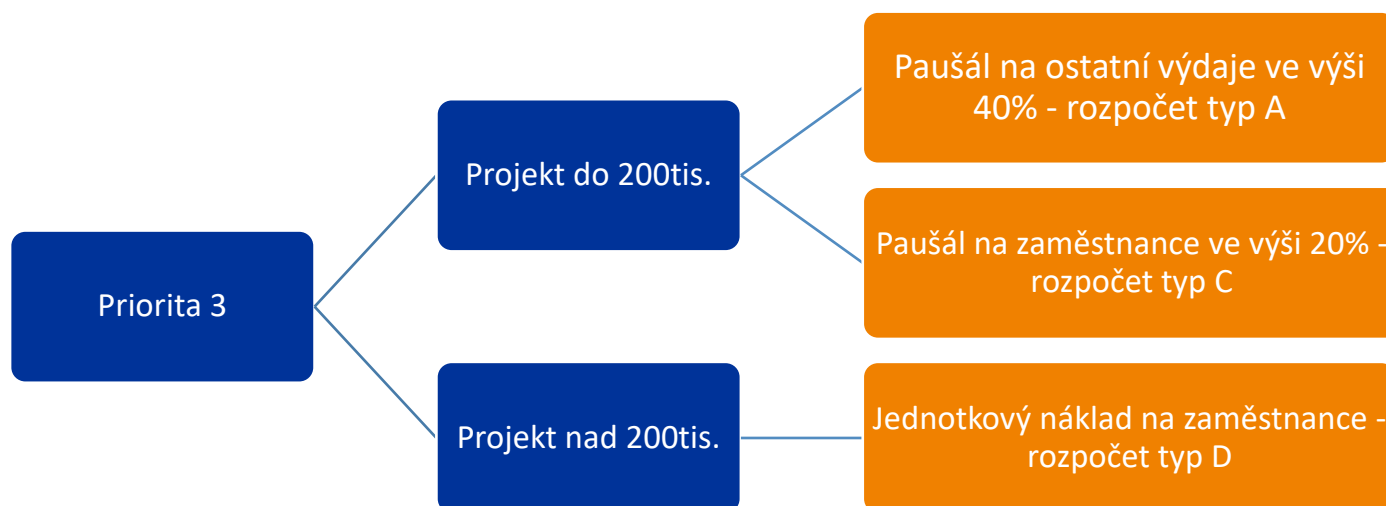 Priorita 3
Projekt do 200tis.
Paušál na ostatní výdaje ve výši
40% - rozpočet typ A
Paušál na zaměstnance ve výši 20% -
rozpočet typ C
Projekt nad 200tis.
Jednotkový náklad na zaměstnance -
rozpočet typ D